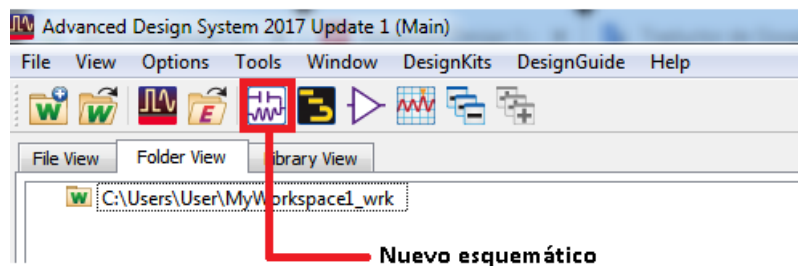 Advanced Design System 2017 Update 1 (Main)
File View Options Tools Window DesignKits DesignGuide Help
File View Folder View Library View
C:\Users\User\MyWorkspace1_wrk
Nuevo esquemático